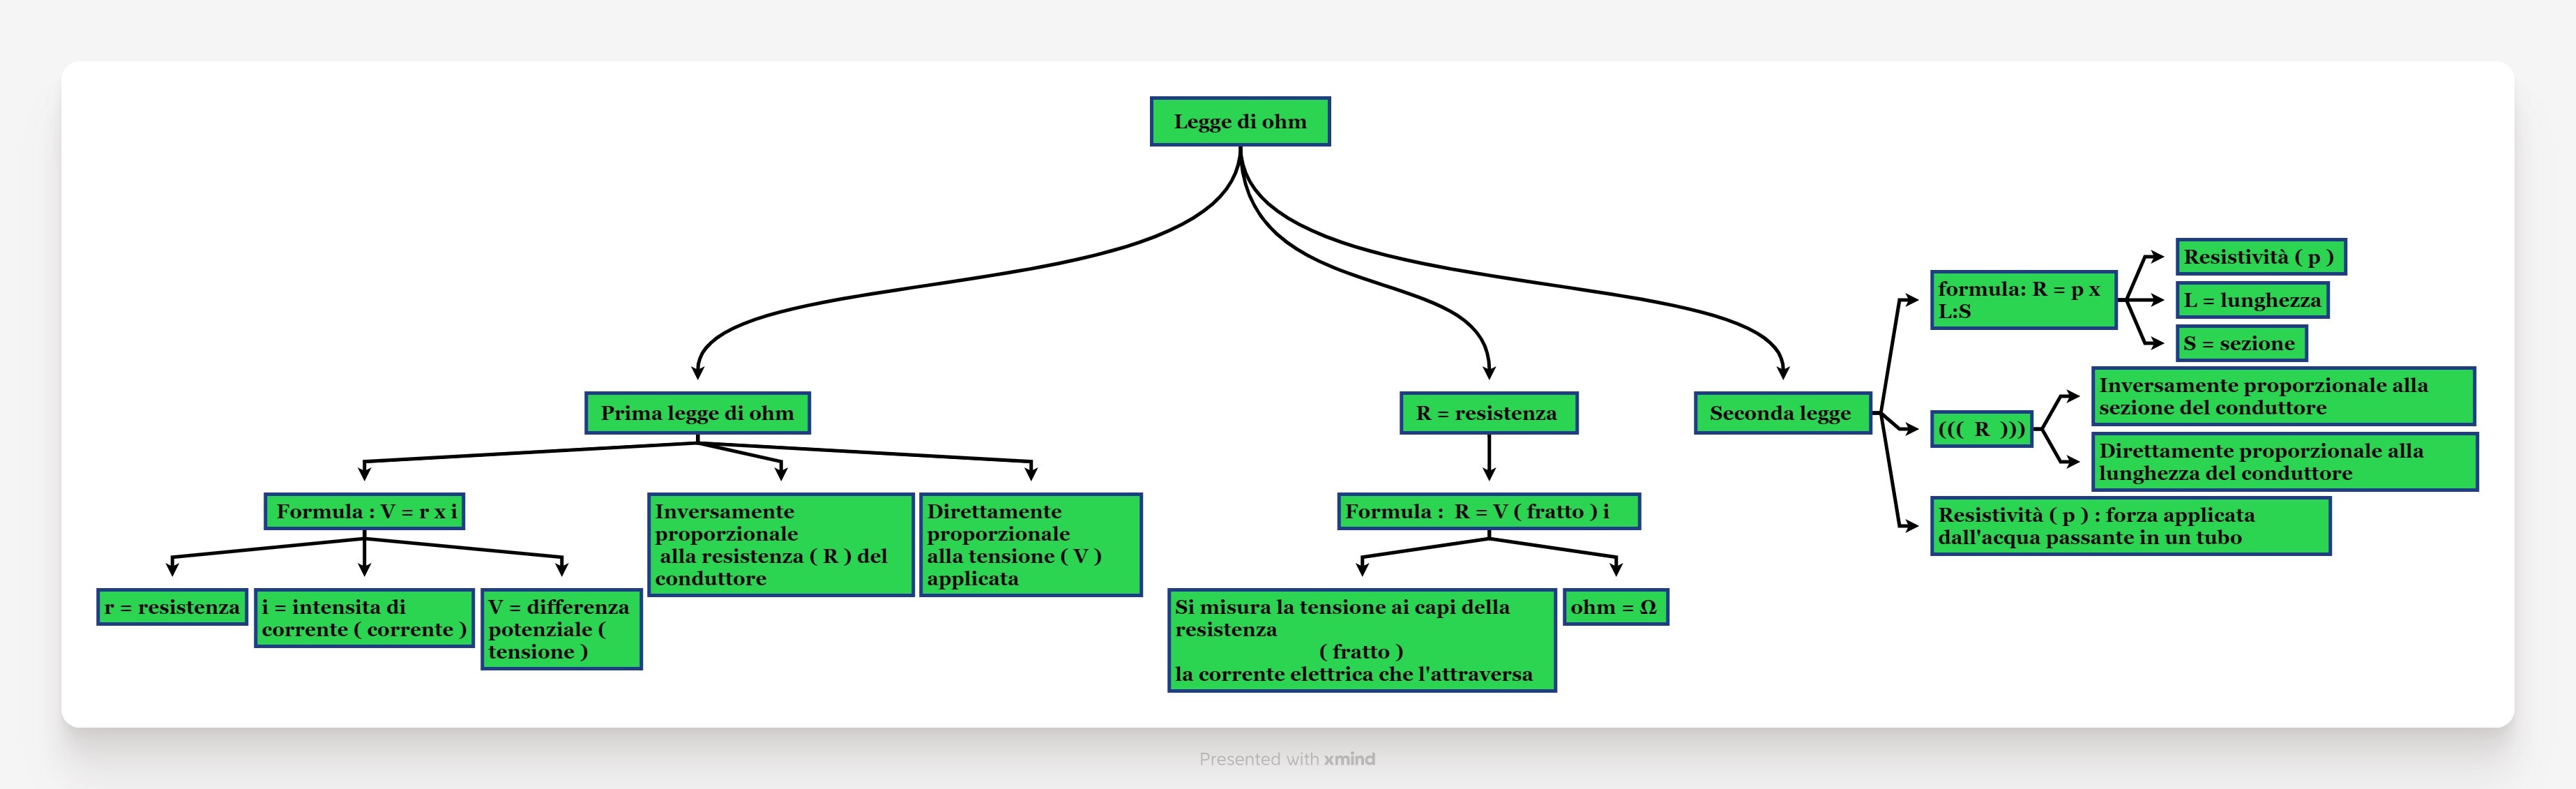 Legge di ohm
Prima legge di ohm
Formula : V = r x i
r = resistenza
i = intensita di
corrente ( corrente )
V = differenza
potenziale (
tensione )
Inversamente
proporzionale
alla resistenza ( R ) del
conduttore
Direttamente
proporzionale
alla tensione ( V )
applicata
R = resistenza
Formula : R = V ( fratto ) i
Si misura la tensione ai capi della
resistenza
( fratto )
la corrente elettrica che l'attraversa
ohm = Ω
Seconda legge
formula: R = p x
L:S
Resistività ( p )
L = lunghezza
S = sezione
((( R )))
Inversamente proporzionale alla
sezione del conduttore
Direttamente proporzionale alla
lunghezza del conduttore
Resistività ( p ) : forza applicata
dall'acqua passante in un tubo
Presented with xmind